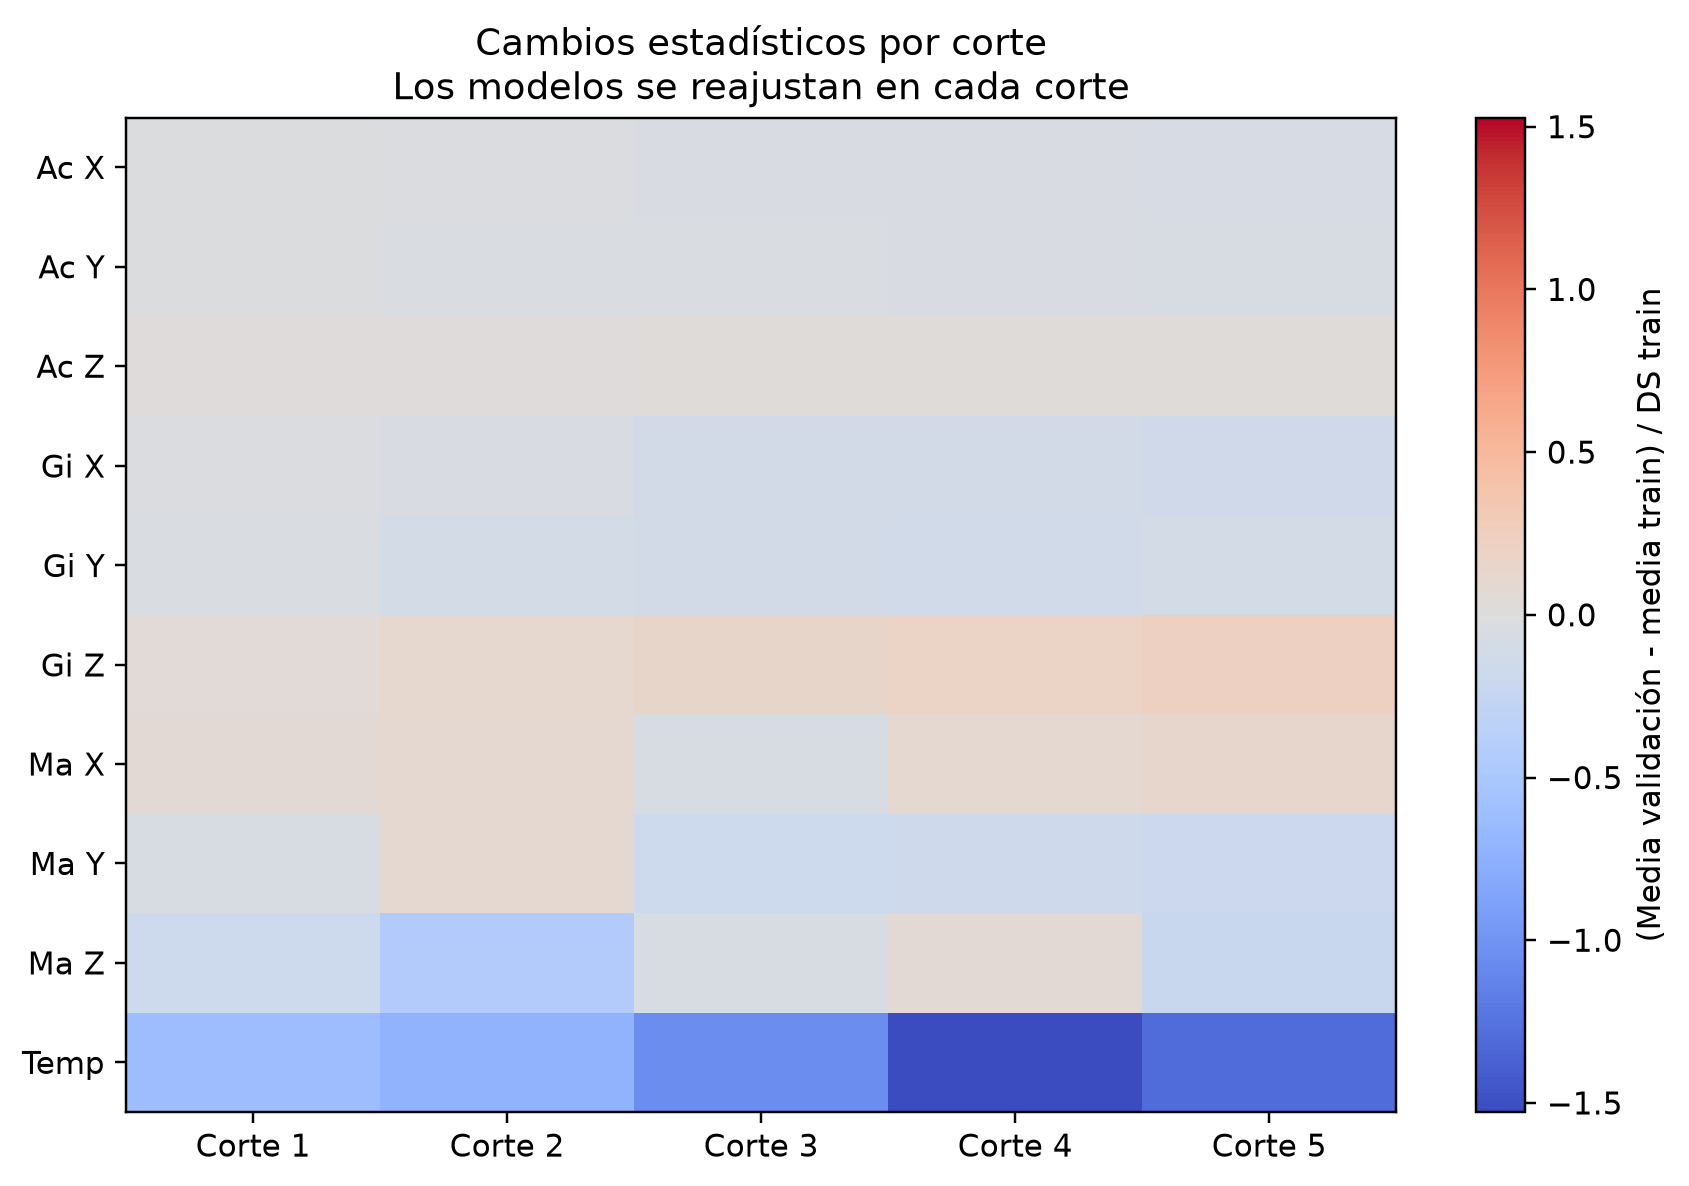 Cambios estadísticos por corte
Los modelos se reajustan en cada corte
Ac X
Ac Y
Ac Z
Gi X
Gi Y
Gi Z
Ma X
Ma Y
Ma Z
Temp
Corte 1
Corte 2
Corte 3
Corte 4
Corte 5
1.5
1.0
0.5
0.0
−0.5
−1.0
−1.5
(Media validación - media train) / DS train